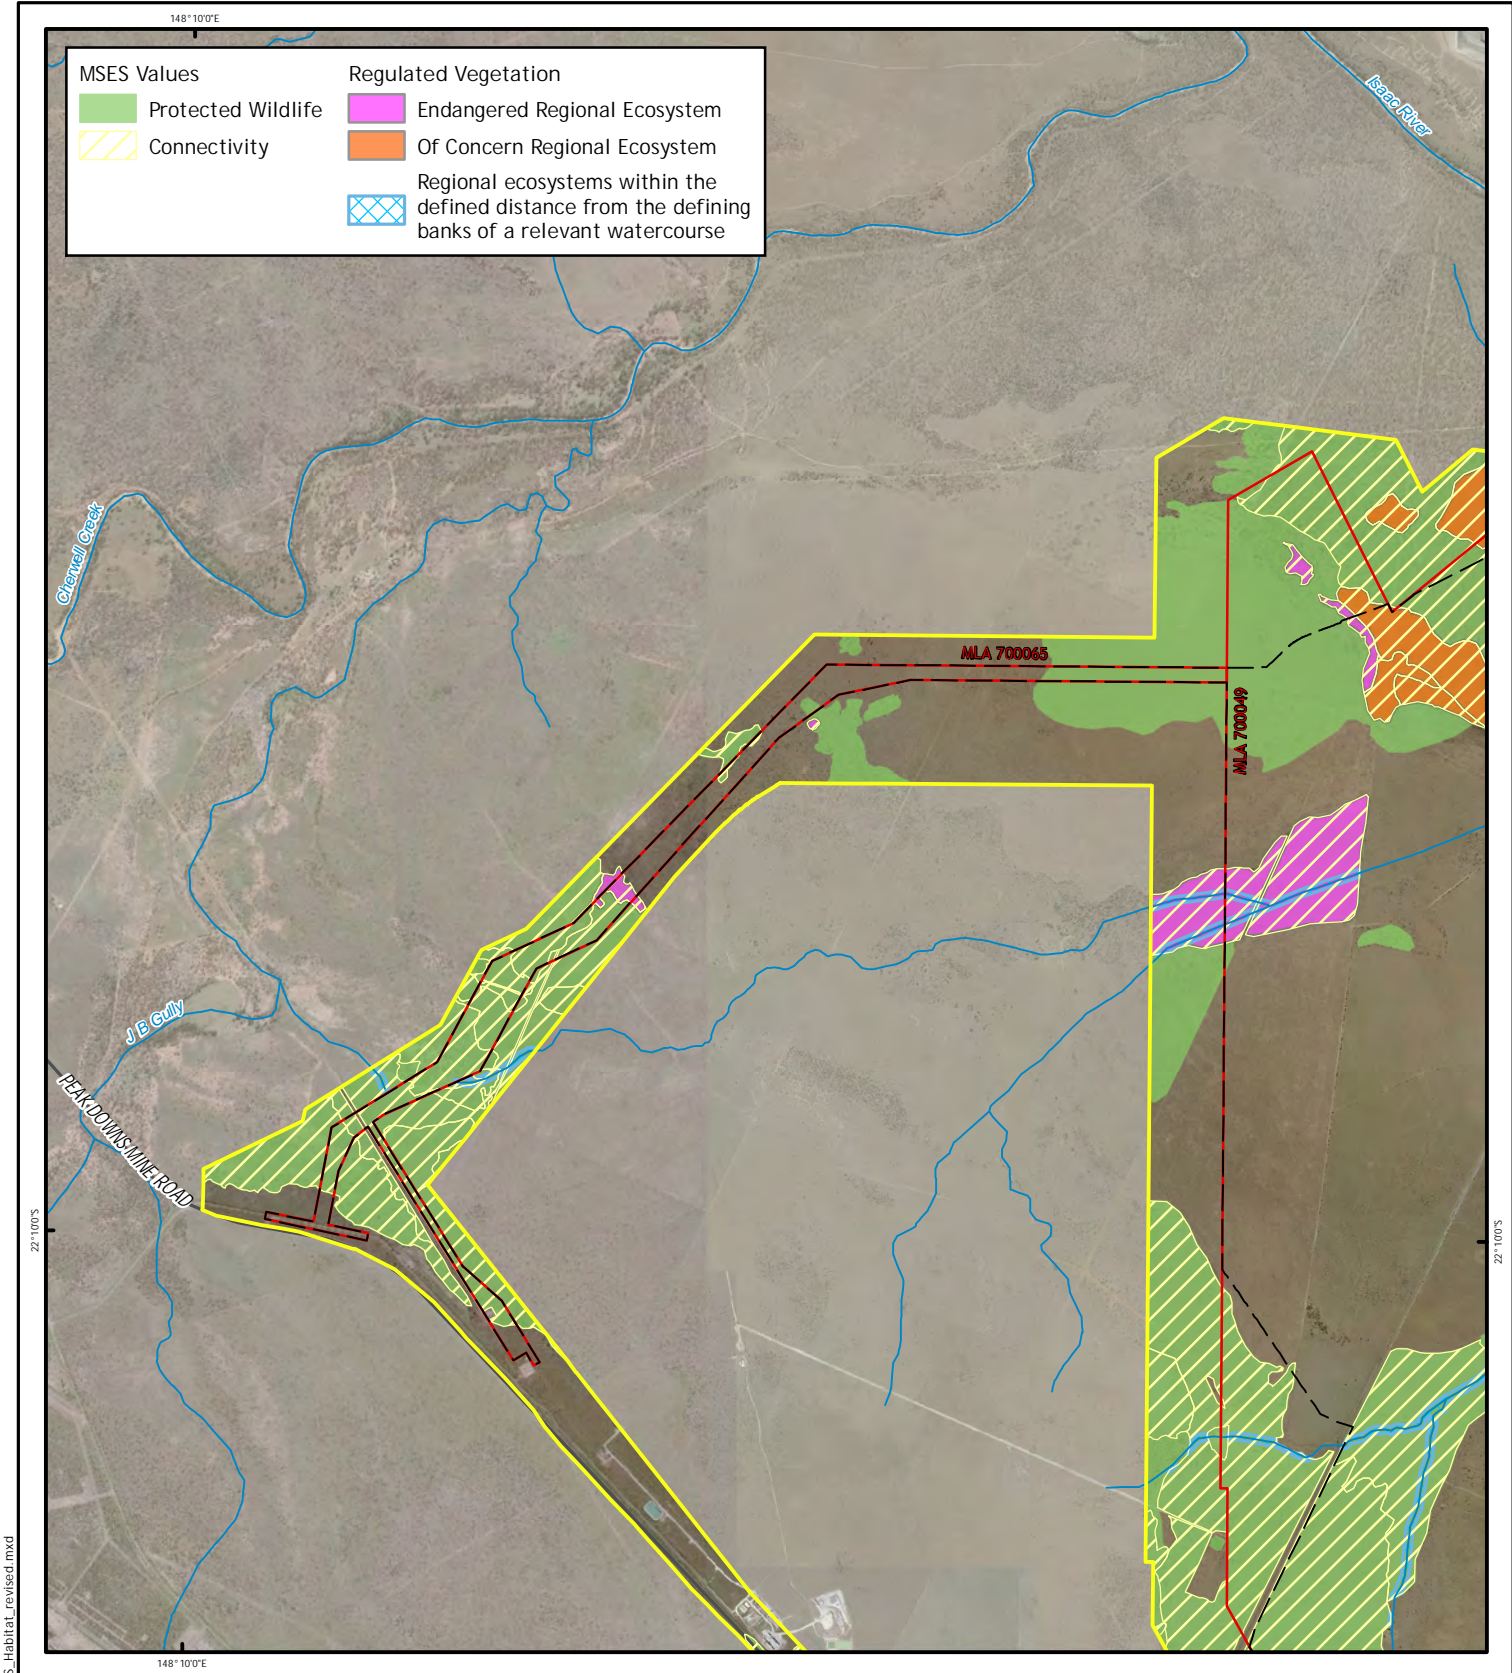 148°10'0"E
MSES Values
Protected Wildlife
Connectivity
Regulated Vegetation
Endangered Regional Ecosystem
Of Concern Regional Ecosystem
Regional ecosystems within the
defined distance from the defining
banks of a relevant watercourse
Isaac River
Cherwell Creek
MLA 700065
MLA 700049
J B Gully
PEAK DOWNS MINE ROAD
22°10'0"S
22°10'0"S
S_Habitat_revised.mxd
148°10'0"E